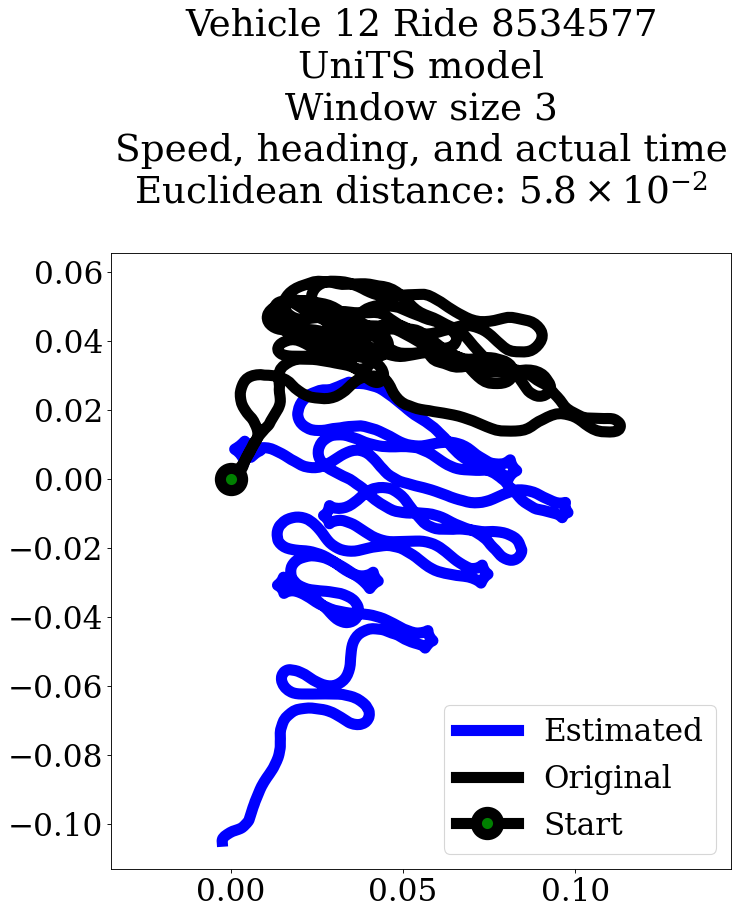 Vehicle 12 Ride 8534577
UniTS model
Window size 3
Speed, heading, and actual time
Euclidean distance: 5.8 × 10⁻²
0.06
0.04
0.02
0.00
−0.02
−0.04
−0.06
−0.08
−0.10
Estimated
Original
Start
0.00 0.05 0.10